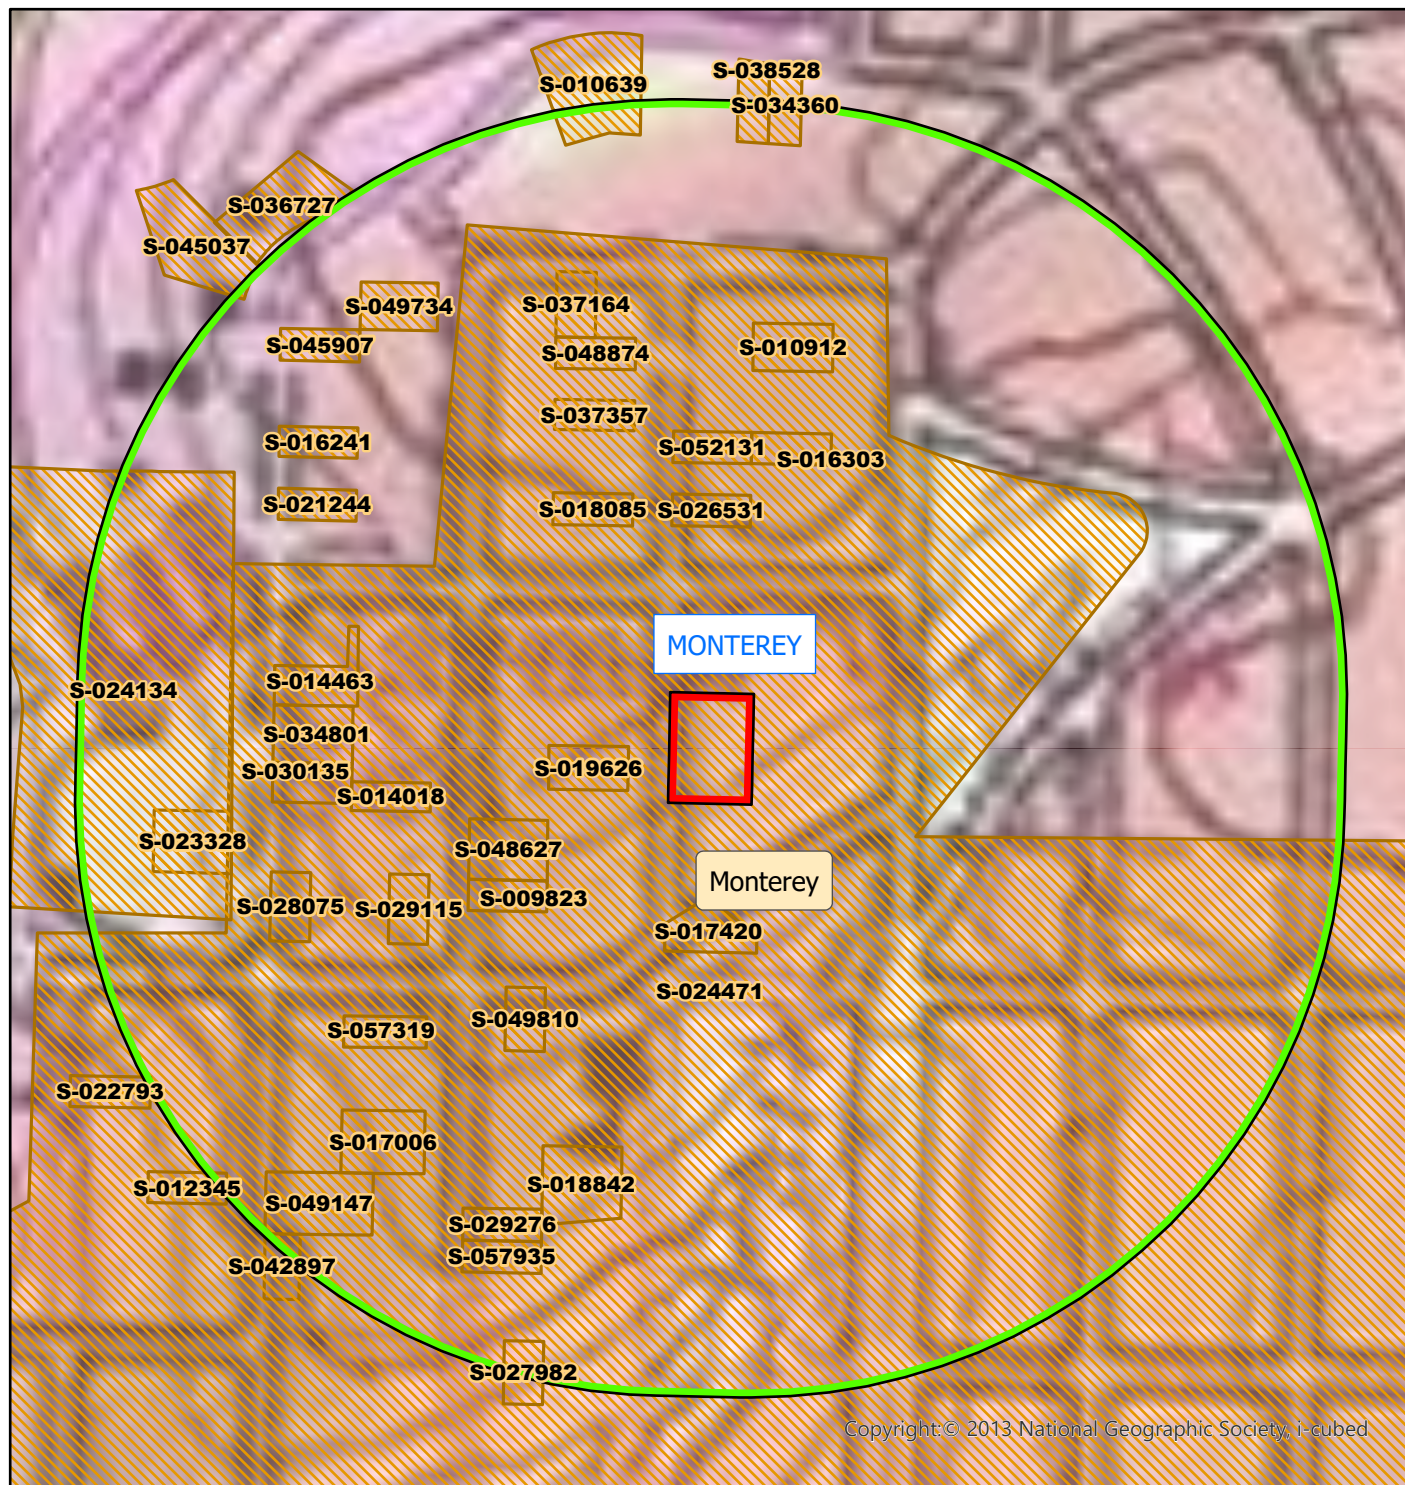 S-038528
S-010639
S-034360
S-036727
S-045037
S-049734
S-037164
S-045907
S-048874
S-010912
S-037357
S-016241
S-052131
S-016303
S-021244
S-018085
S-026531
MONTEREY
S-014463
S-024134
S-034801
S-030135
S-019626
S-014018
S-023328
S-048627
Monterey
S-009823
S-028075
S-029115
S-017420
S-024471
S-049810
S-057319
S-022793
S-017006
S-018842
S-012345
S-049147
S-029276
S-057935
S-042897
S-027982
Copyright:© 2013 National Geographic Society, i-cubed